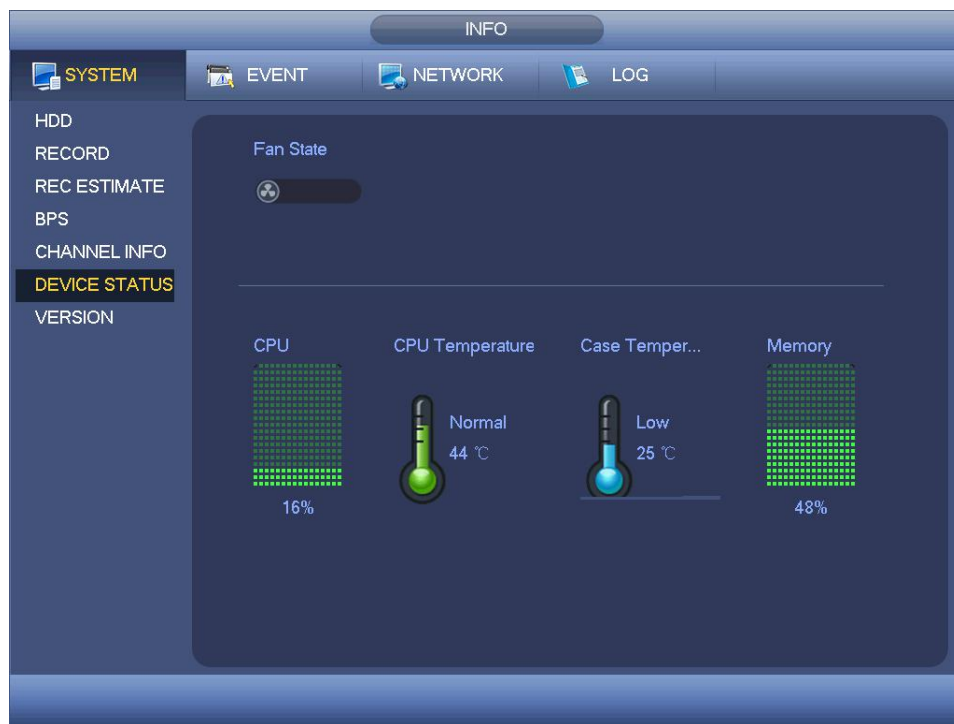 INFO
SYSTEM EVENT NETWORK LOG
HDD
RECORD
REC ESTIMATE
BPS
CHANNEL INFO
DEVICE STATUS
VERSION
Fan State
CPU CPU Temperature Case Temper... Memory
Normal Low
44 ℃ 25 ℃
16% 48%